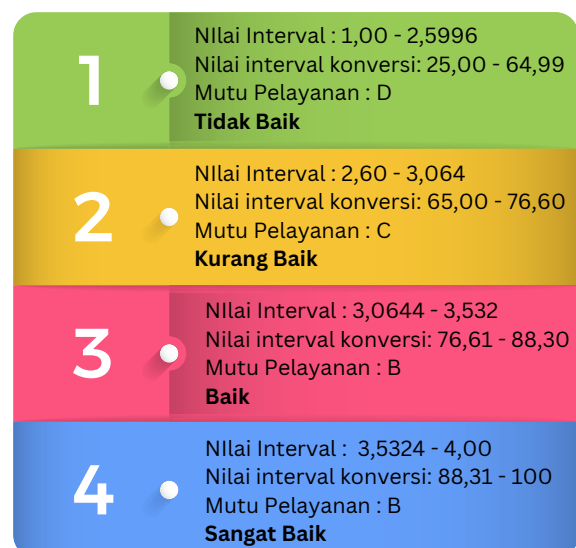 1
NIlai Interval : 1,00 - 2,5996
Nilai interval konversi: 25,00 - 64,99
Mutu Pelayanan : D
Tidak Baik
2
NIlai Interval : 2,60 - 3,064
Nilai interval konversi: 65,00 - 76,60
Mutu Pelayanan : C
Kurang Baik
3
NIlai Interval : 3,0644 - 3,532
Nilai interval konversi: 76,61 - 88,30
Mutu Pelayanan : B
Baik
4
NIlai Interval : 3,5324 - 4,00
Nilai interval konversi: 88,31 - 100
Mutu Pelayanan : B
Sangat Baik